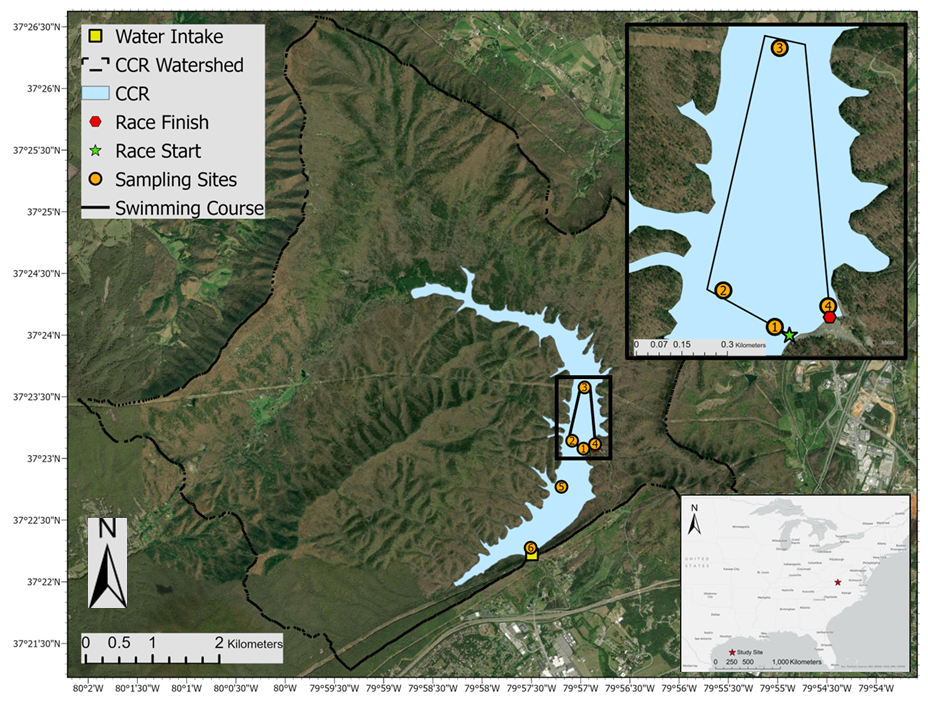 37°26'30"N
37°26'N
37°25'30"N
37°25'N
37°24'30"N
37°24'N
37°23'30"N
37°23'N
37°22'30"N
37°22'N
37°21'30"N
Water Intake
CCR Watershed
CCR
Race Finish
Race Start
Sampling Sites
Swimming Course
3
2
4
1
0 0.07 0.15 0.3 Kilometers
3
2
4
1
5
6
N
0 0.5 1 2 Kilometers
N
UNITED
STATES
Study Site
0 250 500 1,000 Kilometers
80°2'W 80°1'30"W 80°1'W 80°0'30"W 80°0'W 79°59'30"W 79°59'W 79°58'30"W 79°58'W 79°57'30"W 79°57'W 79°56'30"W 79°56'W 79°55'30"W 79°55'W 79°54'30"W 79°54'W